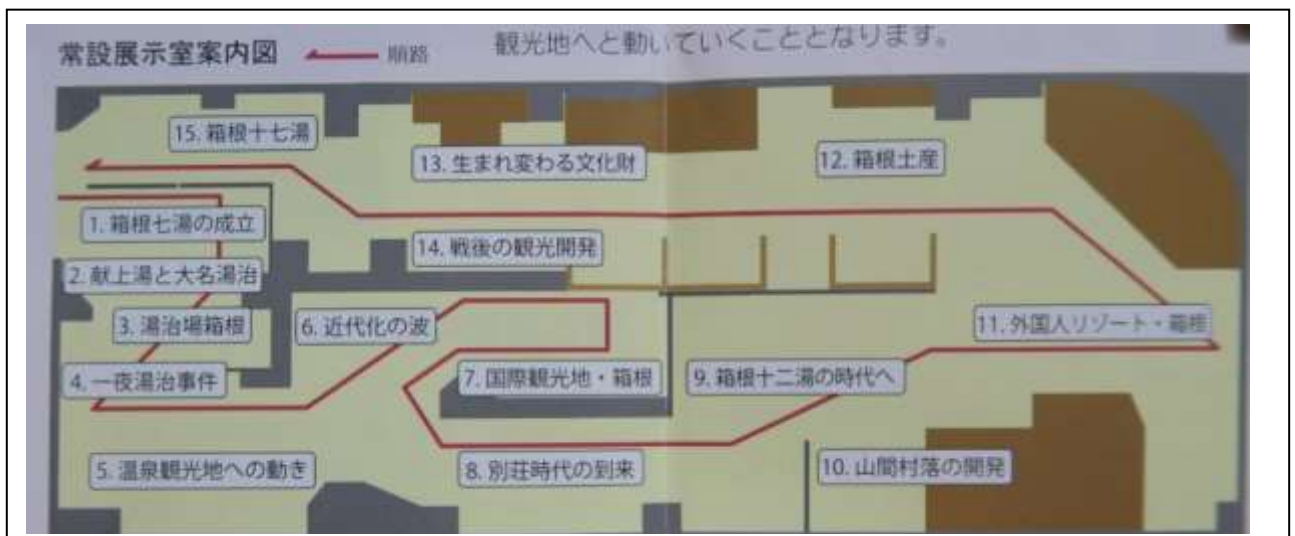 観光地へと動いていくこととなります。
常設展示室案内図
順路
15. 箱根十七湯
13. 生まれ変わる文化財
12. 箱根土産
1. 箱根七湯の成立
14. 戦後の観光開発
2. 献上湯と大名湯治
3. 湯治場箱根
6. 近代化の波
11. 外国人リゾート・箱根
4. 一夜湯治事件
7. 国際観光地・箱根
9. 箱根十二湯の時代へ
5. 温泉観光地への動き
8. 別荘時代の到来
10. 山間村落の開発